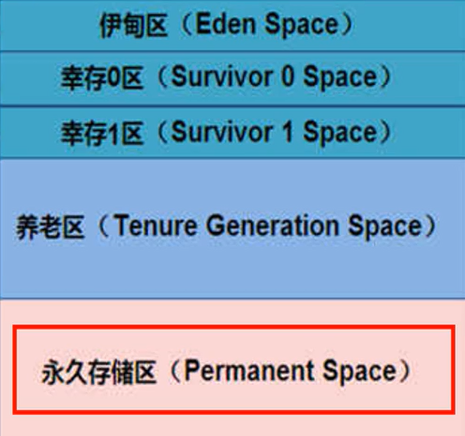 伊甸区（Eden Space）
幸存0区（Survivor 0 Space）
幸存1区（Survivor 1 Space）
养老区（Tenure Generation Space）
永久存储区（Permanent Space）